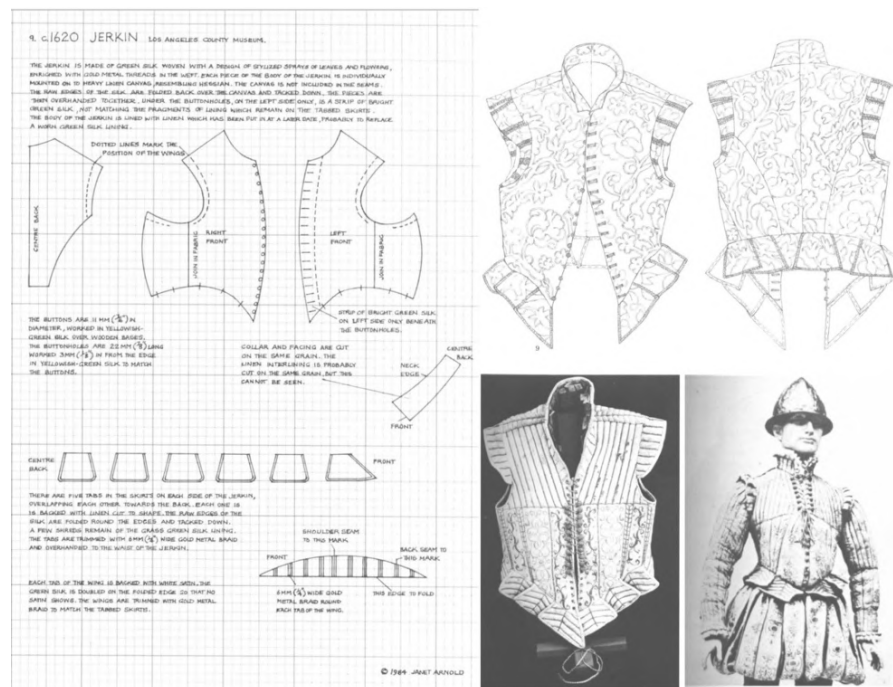 9. c.1620 JERKIN LOS ANGELES COUNTY MUSEUM.
THE JERKIN IS MADE OF GREEN SILK WOVEN WITH A DESIGN OF STYLIZED SPRAYS OF LEAVES AND FLOWERS,
ENRICHED WITH GOLD METAL THREADS IN THE WEFT. EACH PIECE OF THE BODY OF THE JERKIN IS INDIVIDUALLY
MOUNTED ON TO HEAVY LINEN CANVAS, RESEMBLING HESSIAN. THE CANVAS IS NOT INCLUDED IN THE SEAMS.
THE RAW EDGES OF THE SILK ARE FOLDED BACK OVER THE CANVAS AND TACKED DOWN. THE PIECES ARE
THEN OVERHANDED TOGETHER. UNDER THE BUTTONHOLES, ON THE LEFT SIDE ONLY, IS A STRIP OF BRIGHT
GREEN SILK, NOT MATCHING THE FRAGMENTS OF LINING WHICH REMAIN ON THE TABBED SKIRTS.
THE BODY OF THE JERKIN IS LINED WITH LINEN WHICH HAS BEEN PUT IN AT A LATER DATE, PROBABLY TO REPLACE
A WORN GREEN SILK LINING.
DOTTED LINES MARK THE
POSITION OF THE WINGS
CENTRE BACK
JOIN IN FABRIC
RIGHT
FRONT
LEFT
FRONT
JOIN IN FABRIC
STRIP OF BRIGHT GREEN SILK
ON LEFT SIDE ONLY BENEATH
THE BUTTONHOLES.
THE BUTTONS ARE 11 MM IN
DIAMETER, WORKED IN YELLOWISH-
GREEN SILK OVER WOODEN BASES.
THE BUTTONHOLES ARE 22 MM LONG
WORKED 3MM IN FROM THE EDGE
IN YELLOWISH-GREEN SILK TO MATCH
THE BUTTONS.
COLLAR AND FACING ARE CUT
ON THE SAME GRAIN. THE
LINEN INTERLINING IS PROBABLY
CUT ON THE SAME GRAIN, BUT THIS
CANNOT BE SEEN.
CENTRE
BACK
NECK
EDGE
FRONT
CENTRE
BACK
FRONT
THERE ARE FIVE TABS IN THE SKIRTS ON EACH SIDE OF THE JERKIN,
OVERLAPPING EACH OTHER TOWARDS THE BACK. EACH ONE IS
IS BACKED WITH LINEN CUT TO SHAPE. THE RAW EDGES OF THE
SILK ARE FOLDED ROUND THE EDGES AND TACKED DOWN.
A FEW SHREDS REMAIN OF THE GRASS GREEN SILK LINING.
THE TABS ARE TRIMMED WITH 6MM WIDE GOLD METAL BRAID
AND OVERHANDED TO THE WAIST OF THE JERKIN.
SHOULDER SEAM
TO THIS MARK
FRONT
BACK SEAM TO
THIS MARK
EACH TAB OF THE WING IS BACKED WITH WHITE SATIN. THE
GREEN SILK IS DOUBLED ON THE FOLDED EDGE SO THAT NO
SATIN SHOWS. THE WINGS ARE TRIMMED WITH GOLD METAL
BRAID TO MATCH THE TABBED SKIRTS.
6MM WIDE GOLD
METAL BRAID ROUND
EACH TAB OF THE WING.
THIS EDGE TO FOLD
© 1984 JANET ARNOLD
9